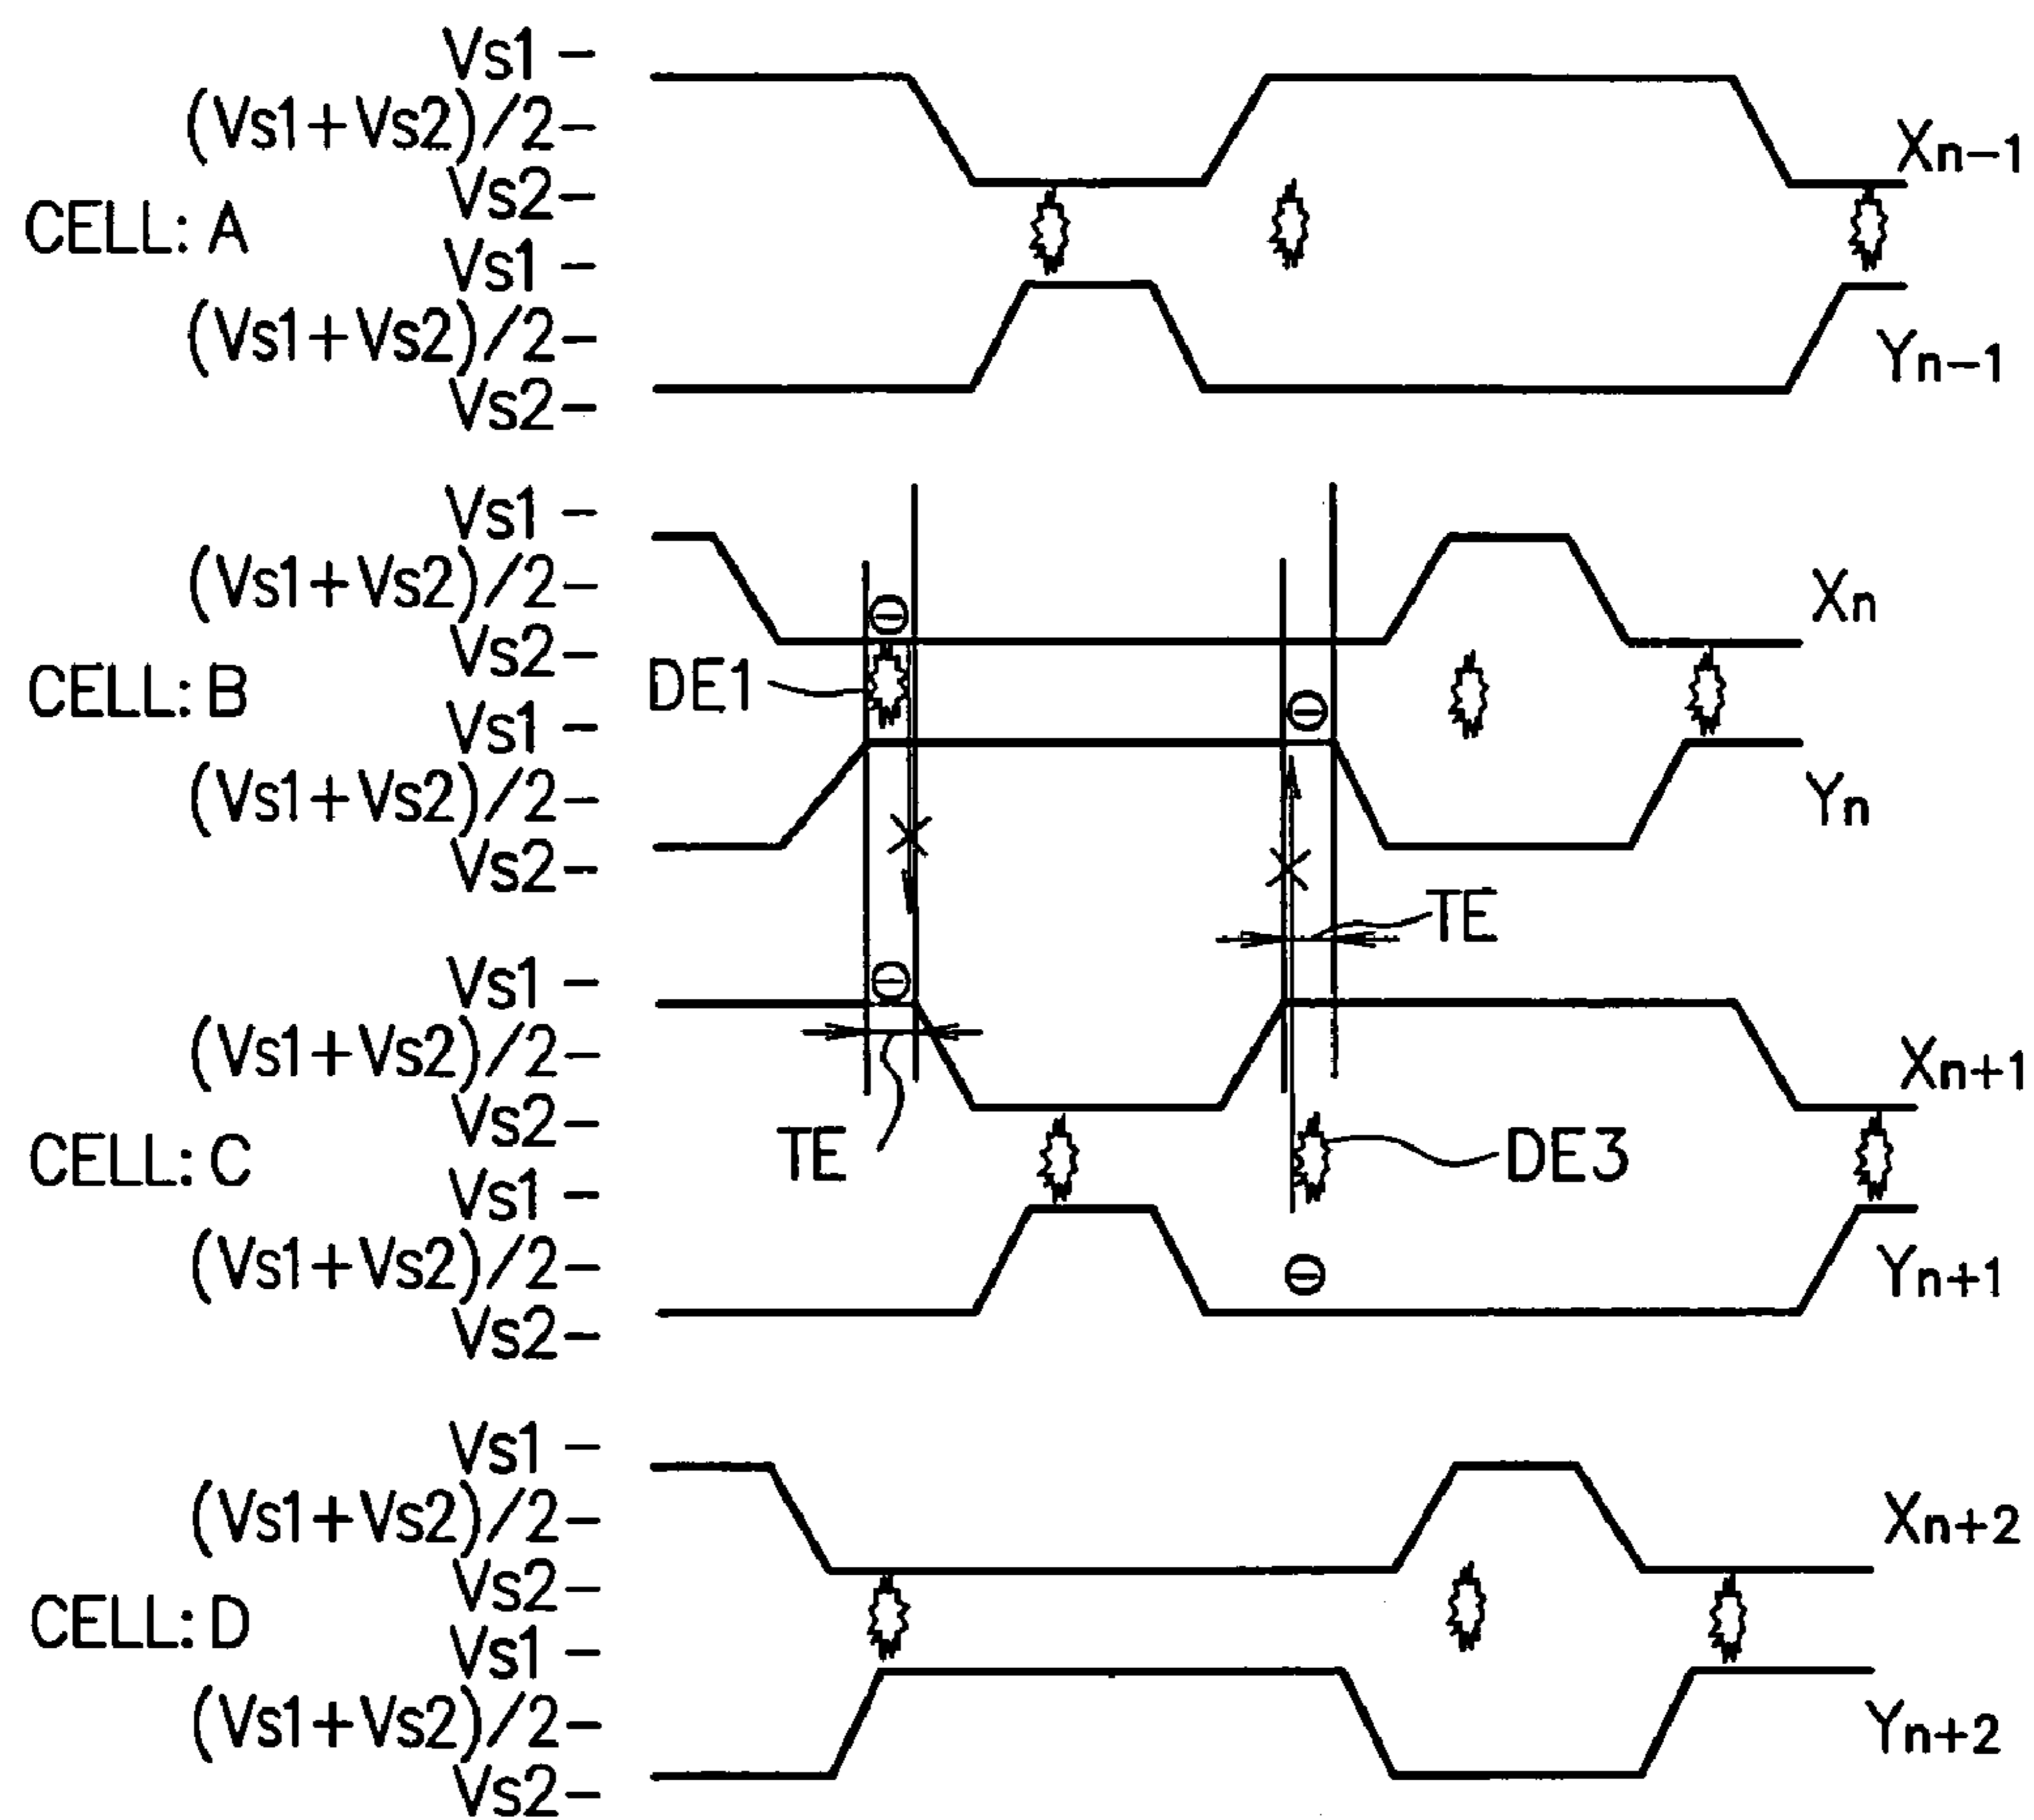 Vs1
(Vs1+Vs2)/2
Xn-1
Vs2
CELL: A
Vs1
(Vs1+Vs2)/2
Yn-1
Vs2
Vs1
(Vs1+Vs2)/2
Xn
⊖
Vs2
CELL: B
DE1
⊖
Vs1
(Vs1+Vs2)/2
Yn
Vs2
TE
Vs1
⊖
(Vs1+Vs2)/2
Xn+1
Vs2
CELL: C
TE
DE3
Vs1
(Vs1+Vs2)/2
⊖
Yn+1
Vs2
Vs1
(Vs1+Vs2)/2
Xn+2
Vs2
CELL: D
Vs1
(Vs1+Vs2)/2
Yn+2
Vs2